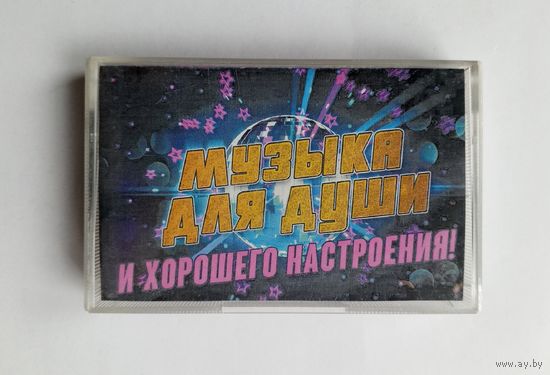 МУЗЫКА
ДЛЯ ДУШИ
И ХОРОШЕГО НАСТРОЕНИЯ!
www.ay.by